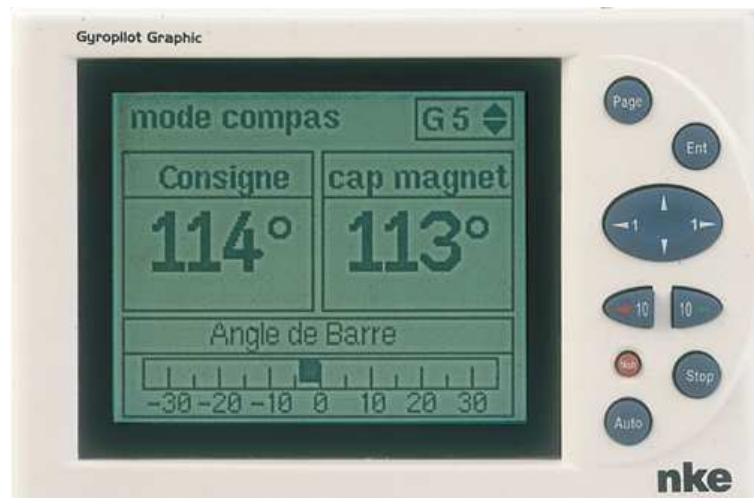 Gyropilot Graphic
mode compas
G 5
Consigne
cap magnet
114°
113°
Angle de Barre
-30 -20 -10 0 10 20 30
Page
Ent
1
1
10
10
Stop
Auto
nke